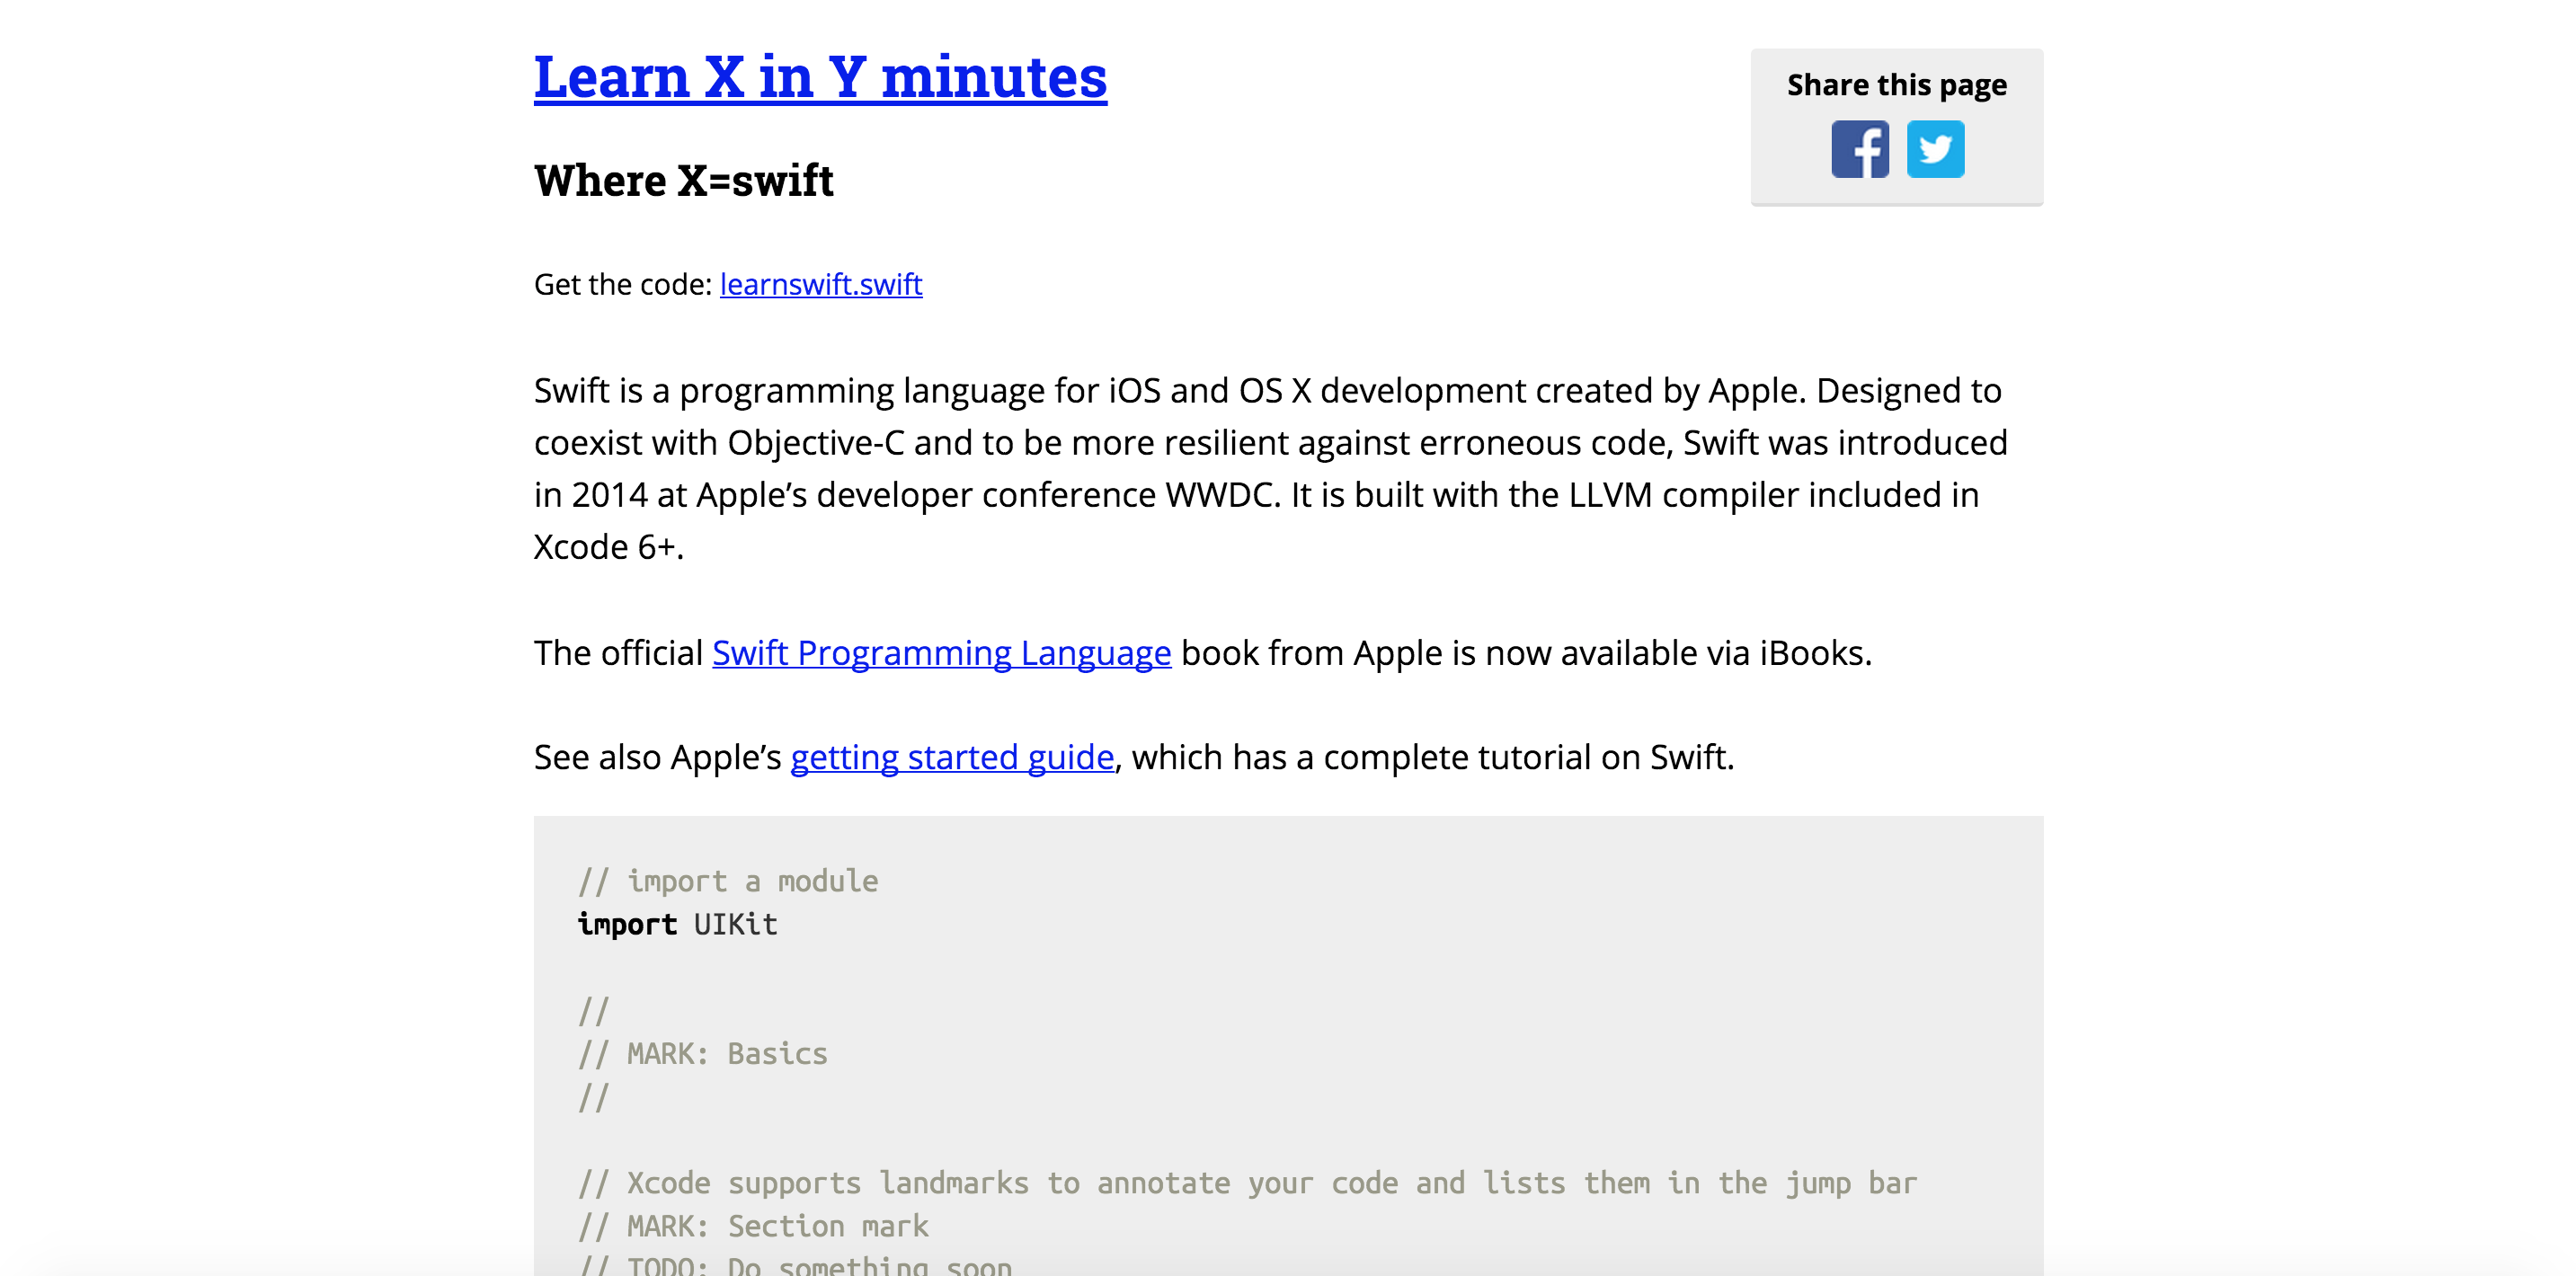 Learn X in Y minutes
Share this page
Where X=swift
Get the code: learnswift.swift
Swift is a programming language for iOS and OS X development created by Apple. Designed to
coexist with Objective-C and to be more resilient against erroneous code, Swift was introduced
in 2014 at Apple’s developer conference WWDC. It is built with the LLVM compiler included in
Xcode 6+.
The official Swift Programming Language book from Apple is now available via iBooks.
See also Apple’s getting started guide, which has a complete tutorial on Swift.
// import a module
import UIKit
//
// MARK: Basics
//
// Xcode supports landmarks to annotate your code and lists them in the jump bar
// MARK: Section mark
// TODO: Do something soon